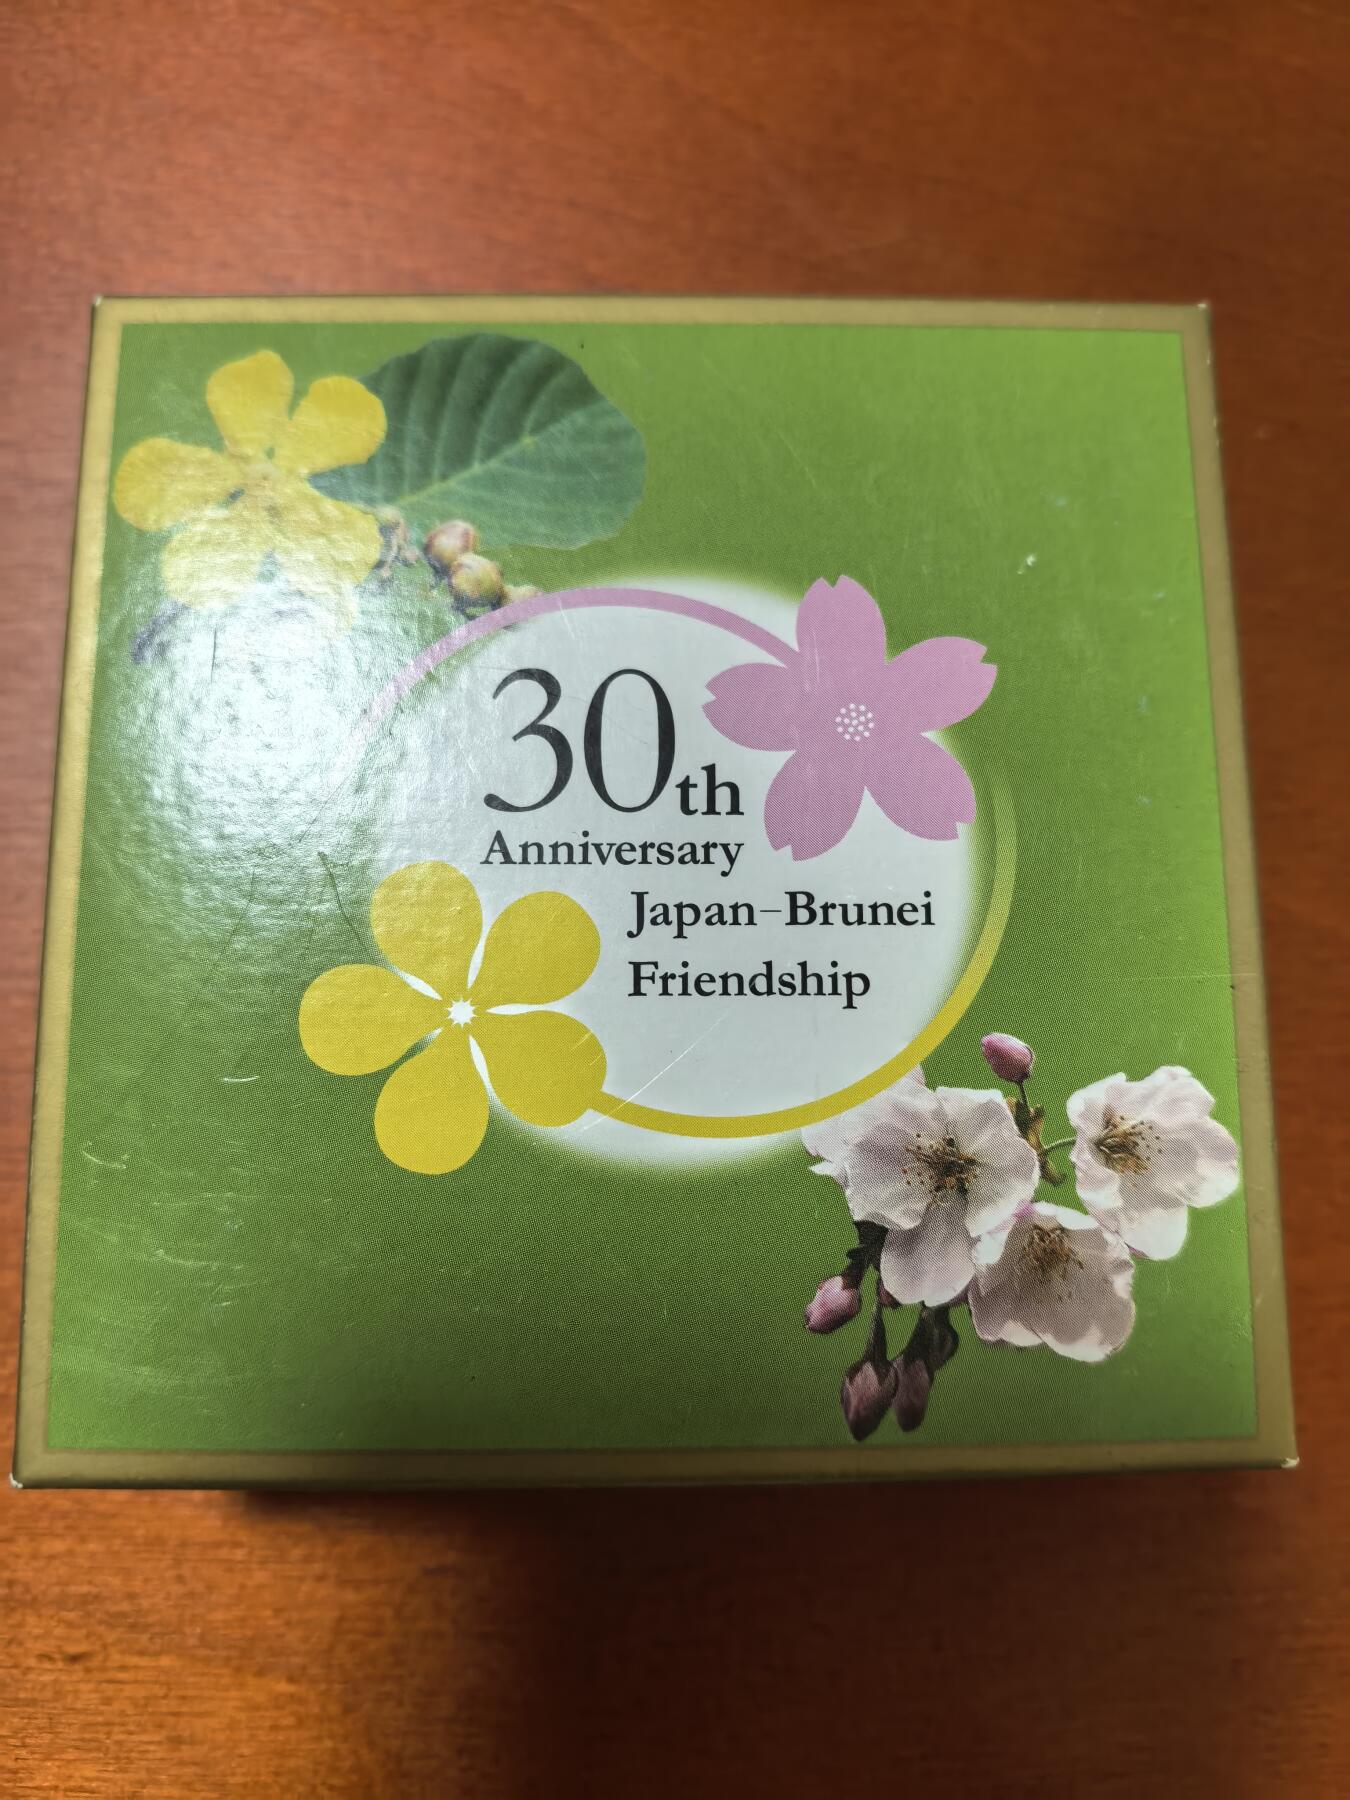 30th
Anniversary
Japan–Brunei
Friendship